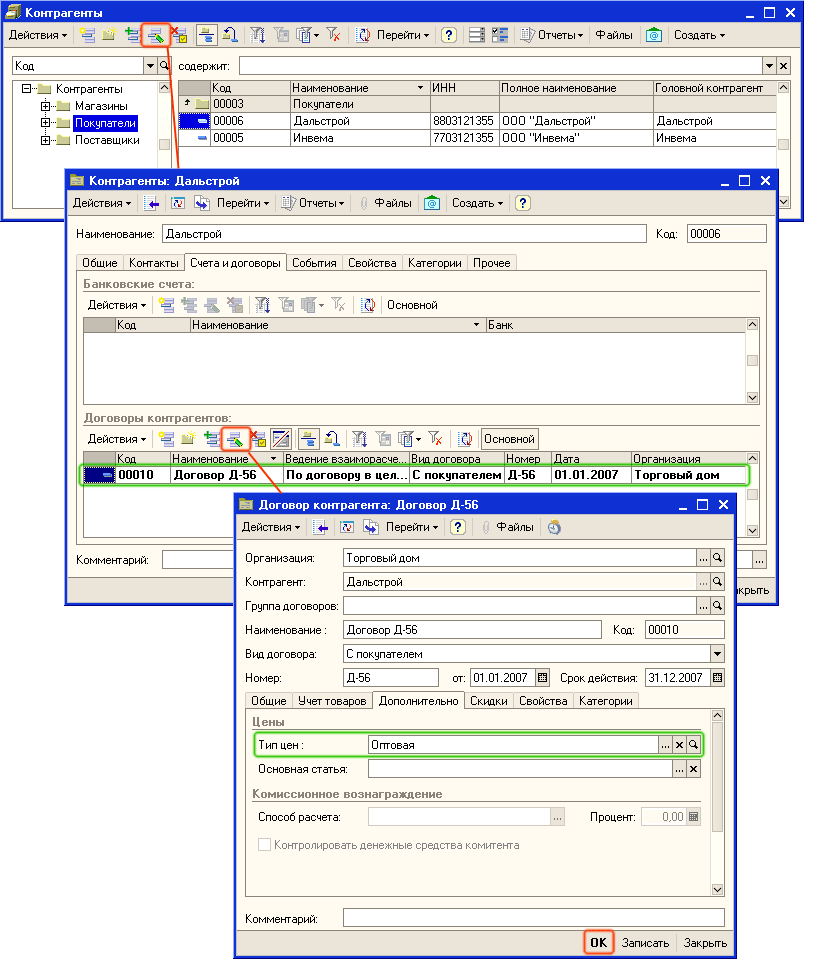 Контрагенты
Действия Перейти ? Отчеты Файлы Создать
Код содержит:
Контрагенты
Магазины
Покупатели
Поставщики
Код Наименование ИНН Полное наименование Головной контрагент
00003 Покупатели
00006 Дальстрой 8803121355 ООО "Дальстрой" Дальстрой
00005 Инвема 7703121355 ООО "Инвема" Инвема
Контрагенты: Дальстрой
Действия Перейти Отчеты Файлы Создать ?
Наименование: Дальстрой Код: 00006
Общие Контакты Счета и договоры События Свойства Категории Прочее
Банковские счета:
Действия Основной
Код Наименование Банк
Договоры контрагентов:
Действия Основной
Код Наименование Ведение взаиморасче... Вид договора Номер Дата Организация
00010 Договор Д-56 По договору в цел... С покупателем Д-56 01.01.2007 Торговый дом
Комментарий: ...
крыть
Договор контрагента: Договор Д-56
Действия Перейти ? Файлы
Организация: Торговый дом ...
Контрагент: Дальстрой ...
Группа договоров: ...
Наименование : Договор Д-56 Код: 00010
Вид договора: С покупателем
Номер: Д-56 от: 01.01.2007 Срок действия: 31.12.2007
Общие Учет товаров Дополнительно Скидки Свойства Категории
Цены
Тип цен : Оптовая ...
Основная статья: ...
Комиссионное вознаграждение
Способ расчета: ... Процент: 0,00
Контролировать денежные средства комитента
Комментарий:
OK Записать Закрыть